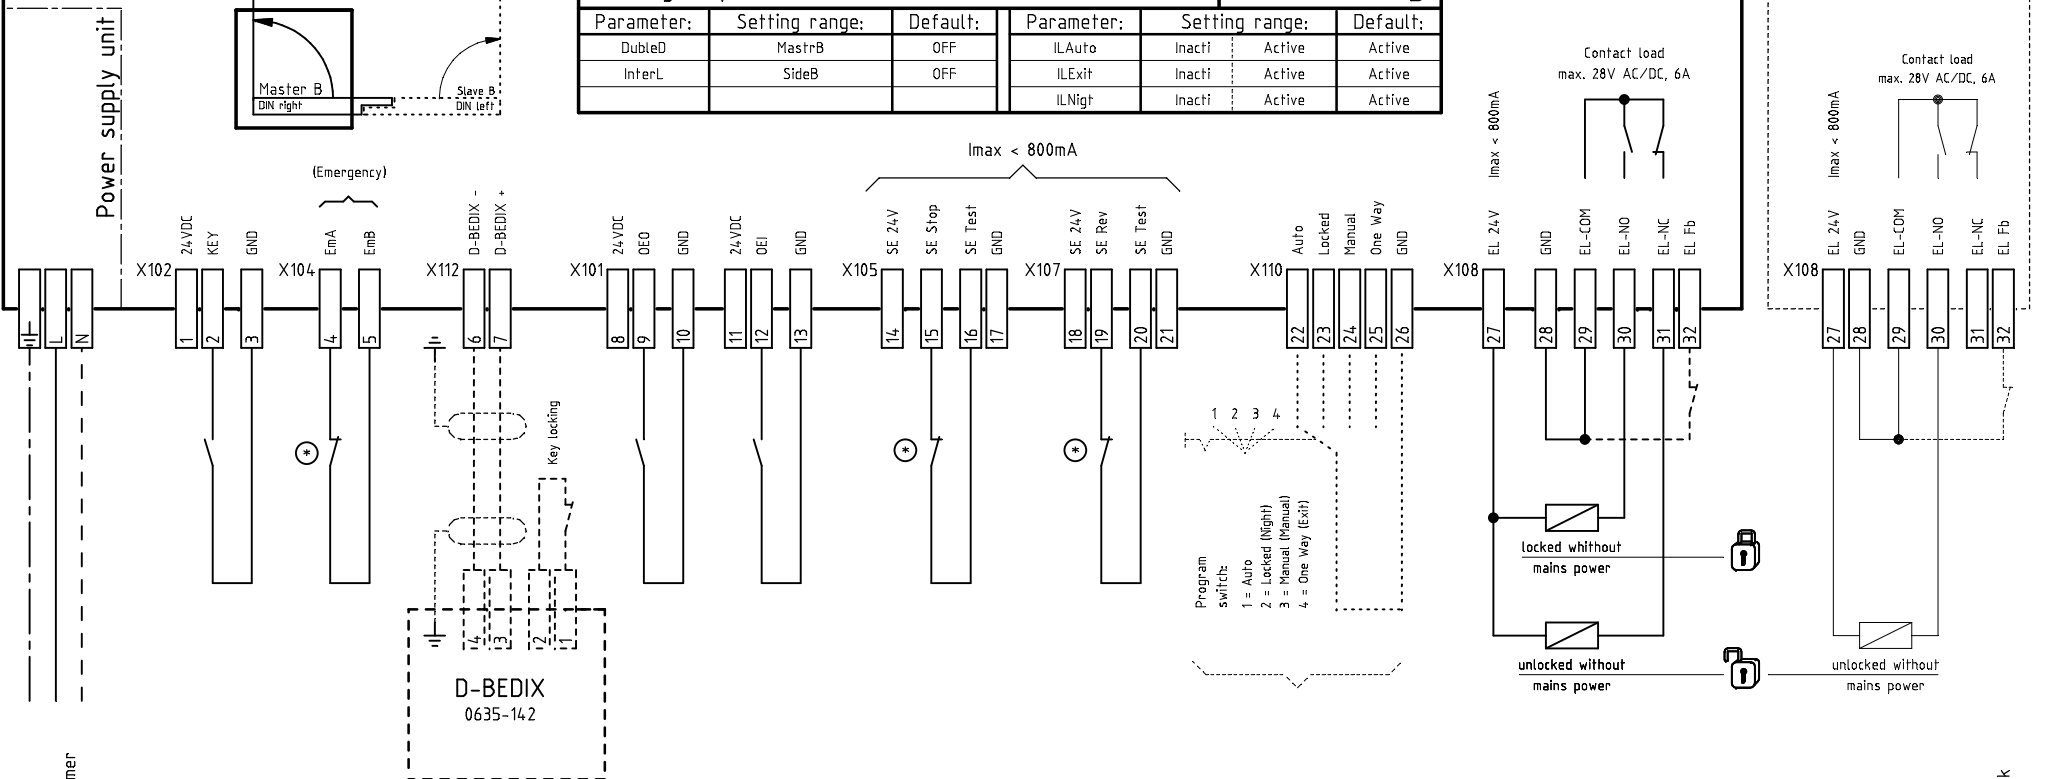 Power supply unit
Master B
DIN right
Slave B
DIN left
Parameter: Setting range: Default: Parameter: Setting range: Default:
DubleD MastrB OFF ILAuto Inacti Active Active
InterL SideB OFF ILExit Inacti Active Active
ILNigt Inacti Active Active
Contact load
max. 28V AC/DC, 6A
Contact load
max. 28V AC/DC, 6A
Imax < 800mA
Imax < 800mA
Imax < 800mA
(Emergency)
24VDC
KEY
GND
EmA
EmB
D-BEDIX -
D-BEDIX +
24VDC
OEO
GND
24VDC
OEI
GND
SE 24V
SE Stop
SE Test
GND
SE 24V
SE Rev
SE Test
GND
Auto
Locked
Manual
One Way
GND
EL 24V
GND
EL-COM
EL-NO
EL-NC
EL Fb
EL 24V
GND
EL-COM
EL-NO
EL-NC
EL Fb
X102 X104 X112 X101 X105 X107 X110 X108 X108
L N 1 2 3 4 5 6 7 8 9 10 11 12 13 14 15 16 17 18 19 20 21 22 23 24 25 26 27 28 29 30 31 32 27 28 29 30 31 32
1 2 3 4
* * *
Key locking
Program
switch:
1 = Auto
2 = Locked (Night)
3 = Manual (Manual)
4 = One Way (Exit)
locked whithout
mains power
4 3 2 1
unlocked without
mains power
unlocked without
mains power
D-BEDIX
0635-142
mer
k